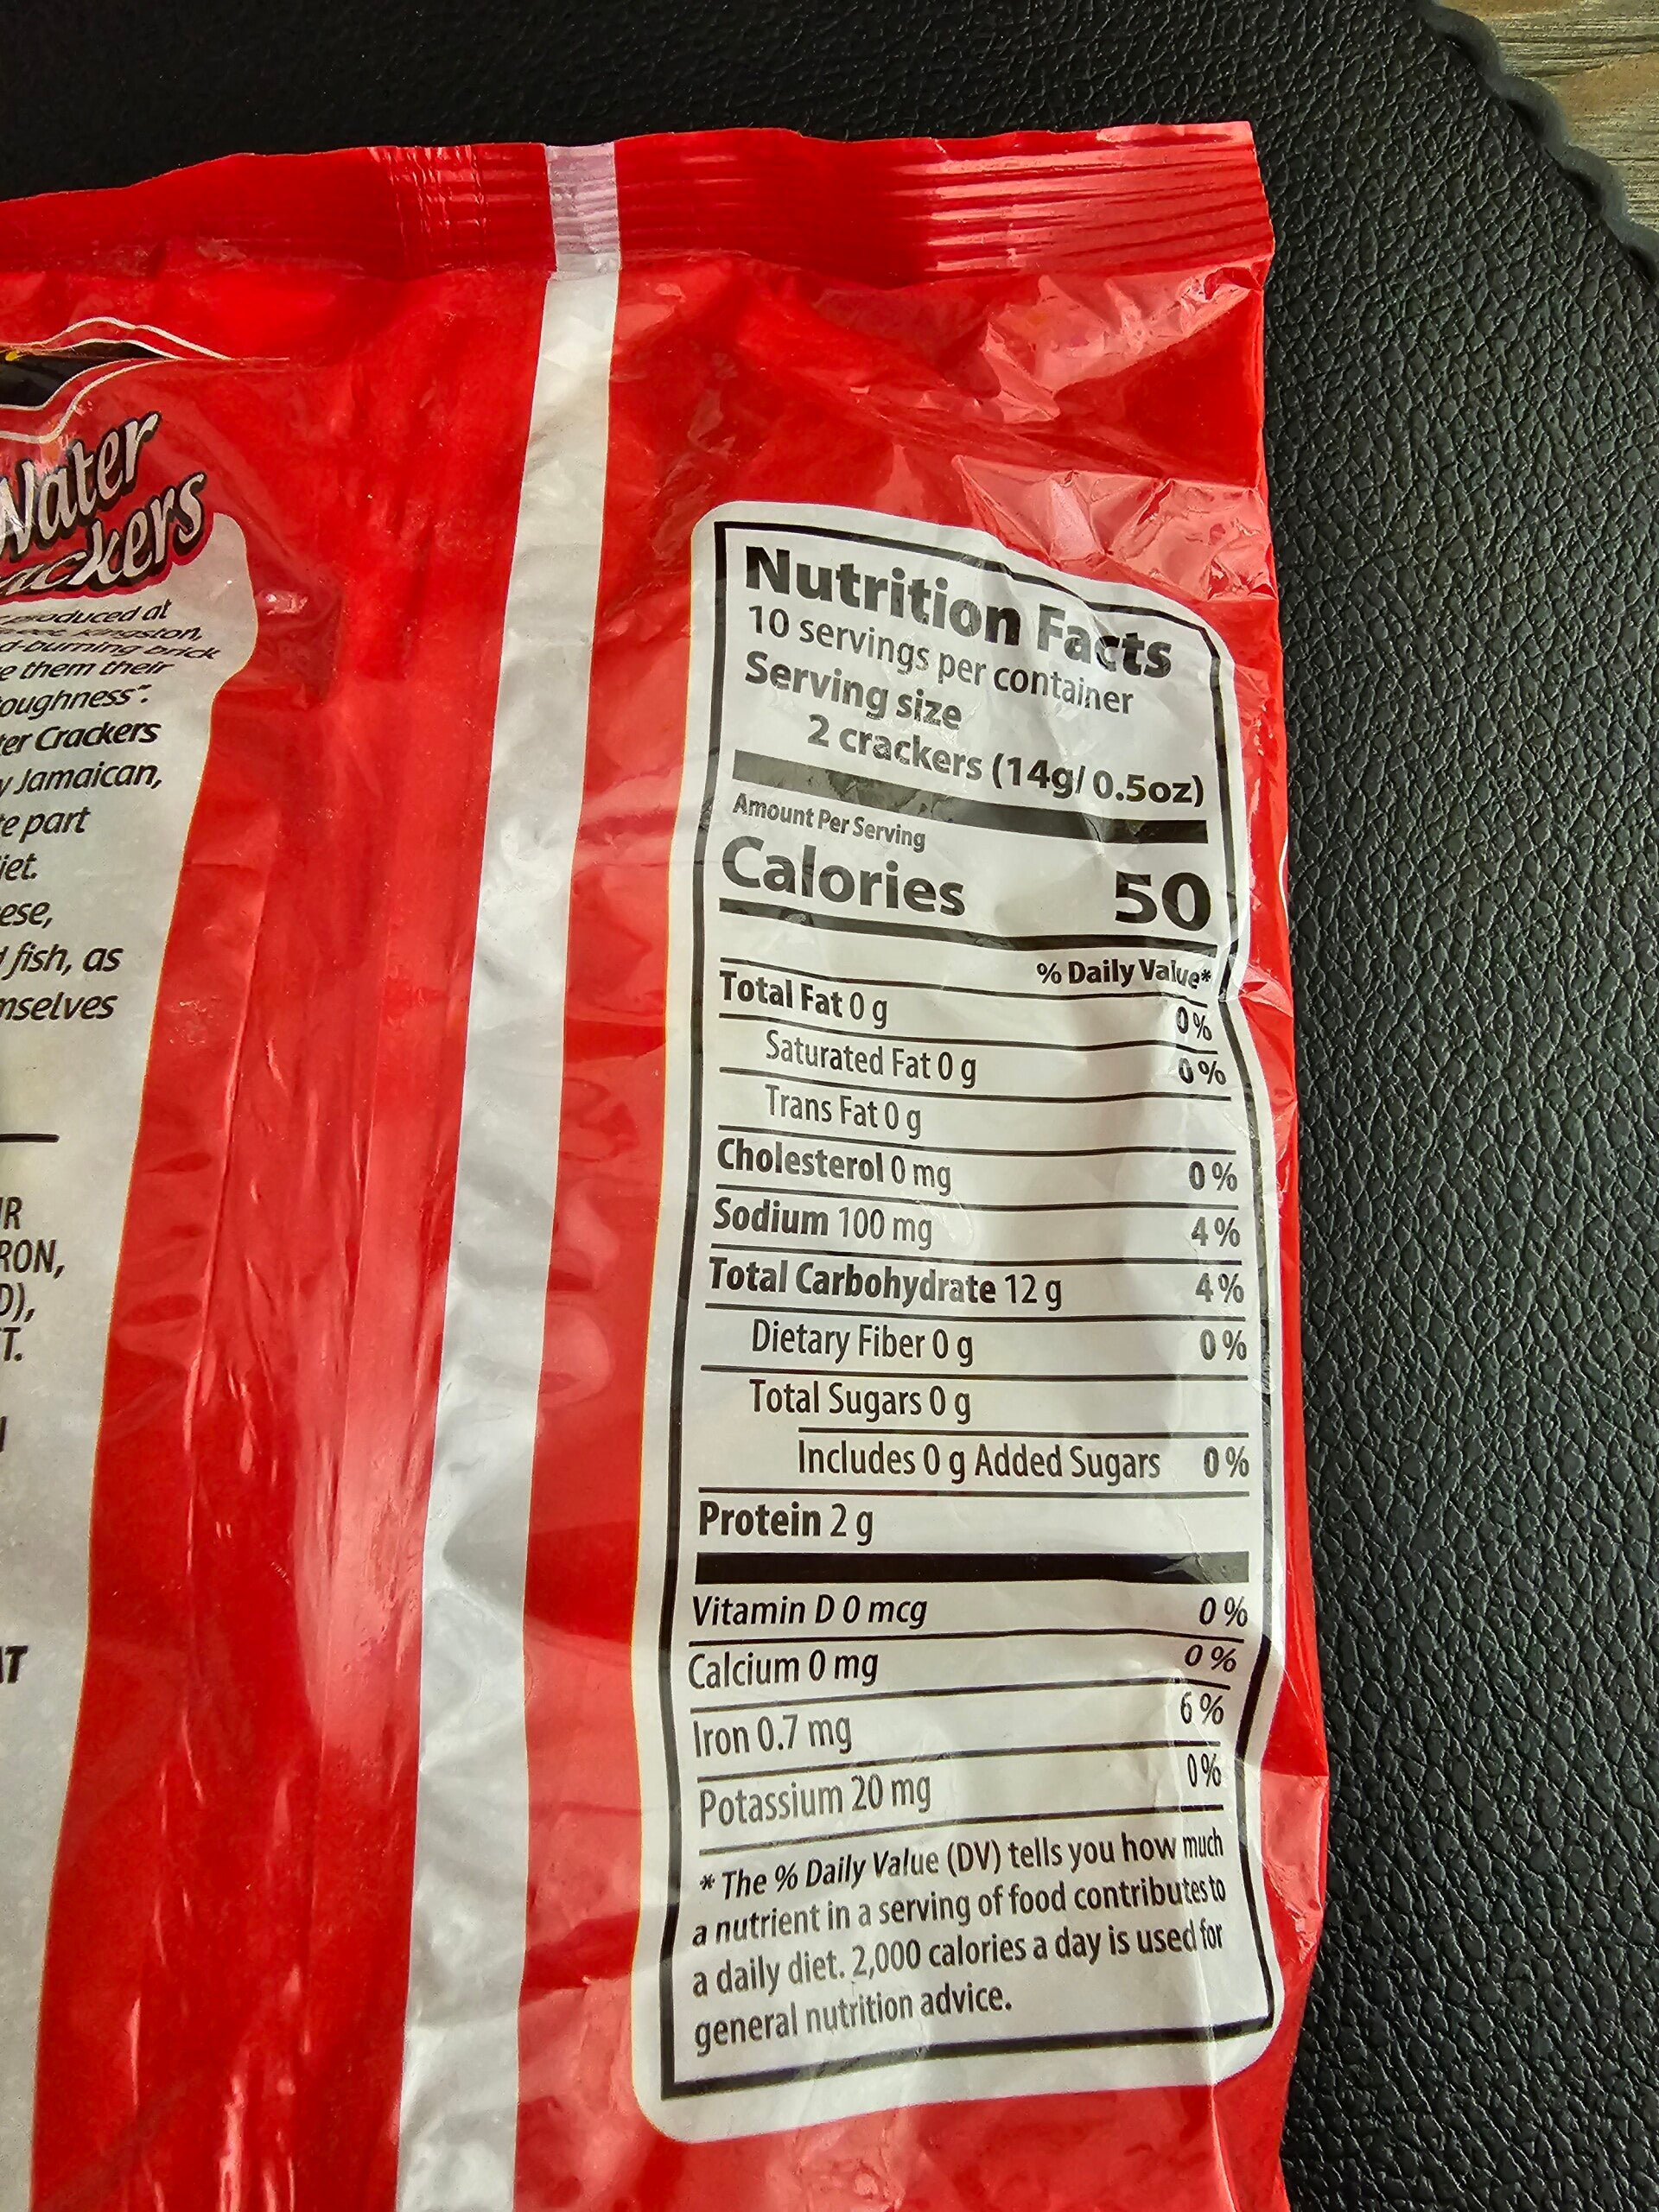 Water
produced at
Kingston,
burning brick
them their
toughness".
Crackers
Jamaican,
part
fish, as
Nutrition Facts
10 servings per container
Serving size
2 crackers (14g/ 0.5oz)
Amount Per Serving
Calories 50
% Daily Value*
Total Fat 0 g 0%
Saturated Fat 0 g 0%
Trans Fat 0 g
Cholesterol 0 mg 0%
Sodium 100 mg 4%
Total Carbohydrate 12 g 4%
Dietary Fiber 0 g 0%
Total Sugars 0 g
Includes 0 g Added Sugars 0%
Protein 2 g
Vitamin D 0 mcg 0%
Calcium 0 mg 0%
Iron 0.7 mg 6%
Potassium 20 mg 0%
* The % Daily Value (DV) tells you how much
a nutrient in a serving of food contributes to
a daily diet. 2,000 calories a day is used for
general nutrition advice.